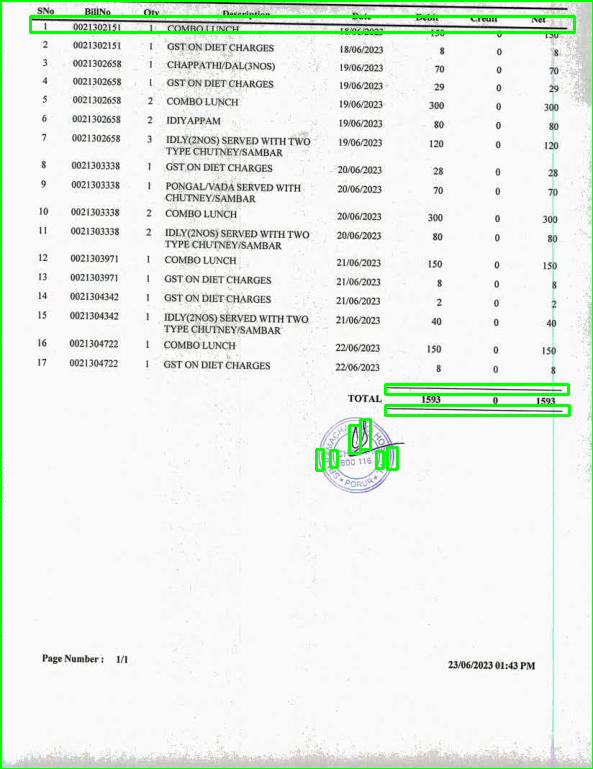 SNo BillNo Qty Description Date Debit Credit Net
1 0021302151 1 COMBO LUNCH 18/06/2023 150 0 150
2 0021302151 1 GST ON DIET CHARGES 18/06/2023 8 0 8
3 0021302658 1 CHAPPATHI/DAL(3NOS) 19/06/2023 70 0 70
4 0021302658 1 GST ON DIET CHARGES 19/06/2023 29 0 29
5 0021302658 2 COMBO LUNCH 19/06/2023 300 0 300
6 0021302658 2 IDIYAPPAM 19/06/2023 80 0 80
7 0021302658 3 IDLY(2NOS) SERVED WITH TWO 19/06/2023 120 0 120
TYPE CHUTNEY/SAMBAR
8 0021303338 1 GST ON DIET CHARGES 20/06/2023 28 0 28
9 0021303338 1 PONGAL/VADA SERVED WITH 20/06/2023 70 0 70
CHUTNEY/SAMBAR
10 0021303338 2 COMBO LUNCH 20/06/2023 300 0 300
11 0021303338 2 IDLY(2NOS) SERVED WITH TWO 20/06/2023 80 0 80
TYPE CHUTNEY/SAMBAR
12 0021303971 1 COMBO LUNCH 21/06/2023 150 0 150
13 0021303971 1 GST ON DIET CHARGES 21/06/2023 8 0 8
14 0021304342 1 GST ON DIET CHARGES 21/06/2023 2 0 2
15 0021304342 1 IDLY(2NOS) SERVED WITH TWO 21/06/2023 40 0 40
TYPE CHUTNEY/SAMBAR
16 0021304722 1 COMBO LUNCH 22/06/2023 150 0 150
17 0021304722 1 GST ON DIET CHARGES 22/06/2023 8 0 8
TOTAL 1593 0 1593
600 116
PORUR
Page Number : 1/1
23/06/2023 01:43 PM